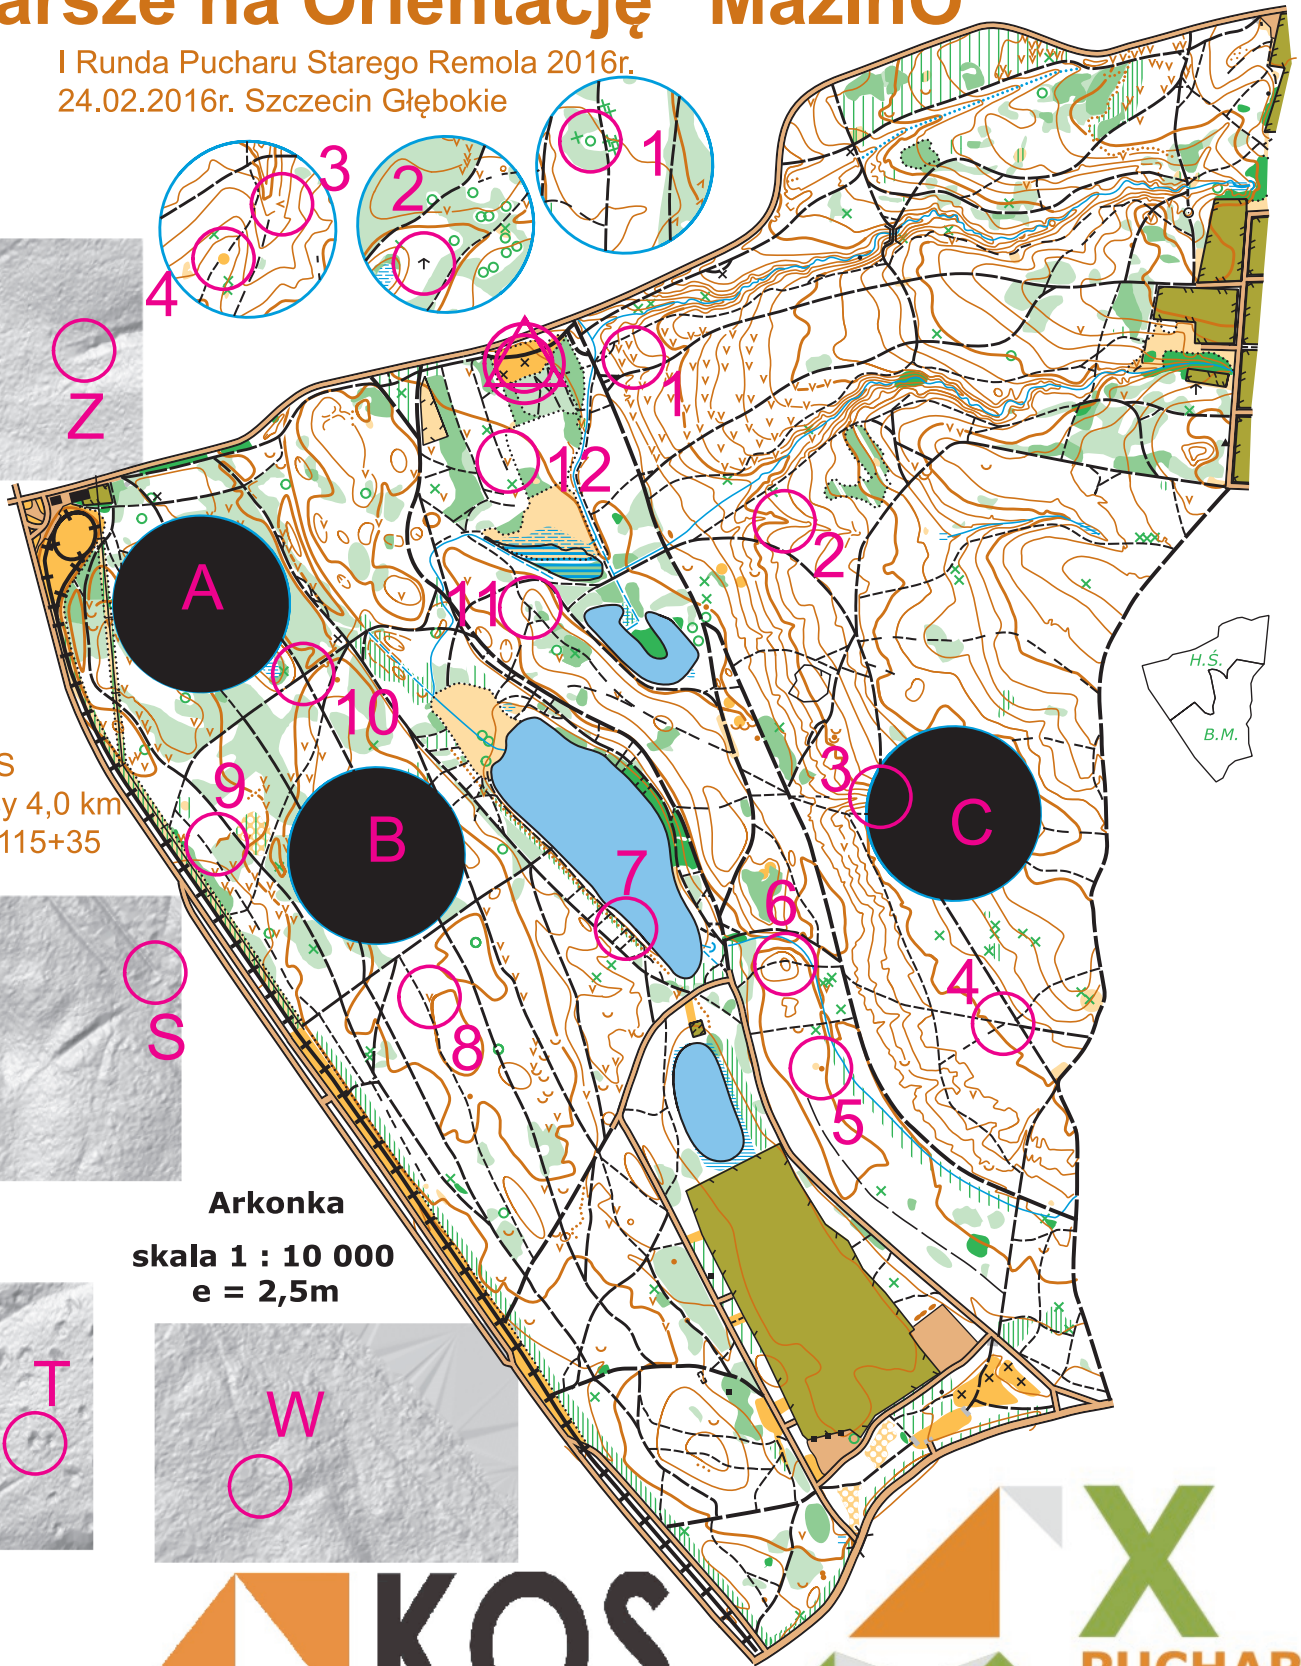 arsze na Orientację "MazInO"
I Runda Pucharu Starego Remola 2016r.
24.02.2016r. Szczecin Głębokie
3
2
1
4
Z
1
12
2
A
11
H.Ś.
B.M.
10
3
S
y 4,0 km
115+35
9
B
C
7
6
4
S
8
5
Arkonka
skala 1 : 10 000
e = 2,5m
T
W
KOS
X
PUCHAR